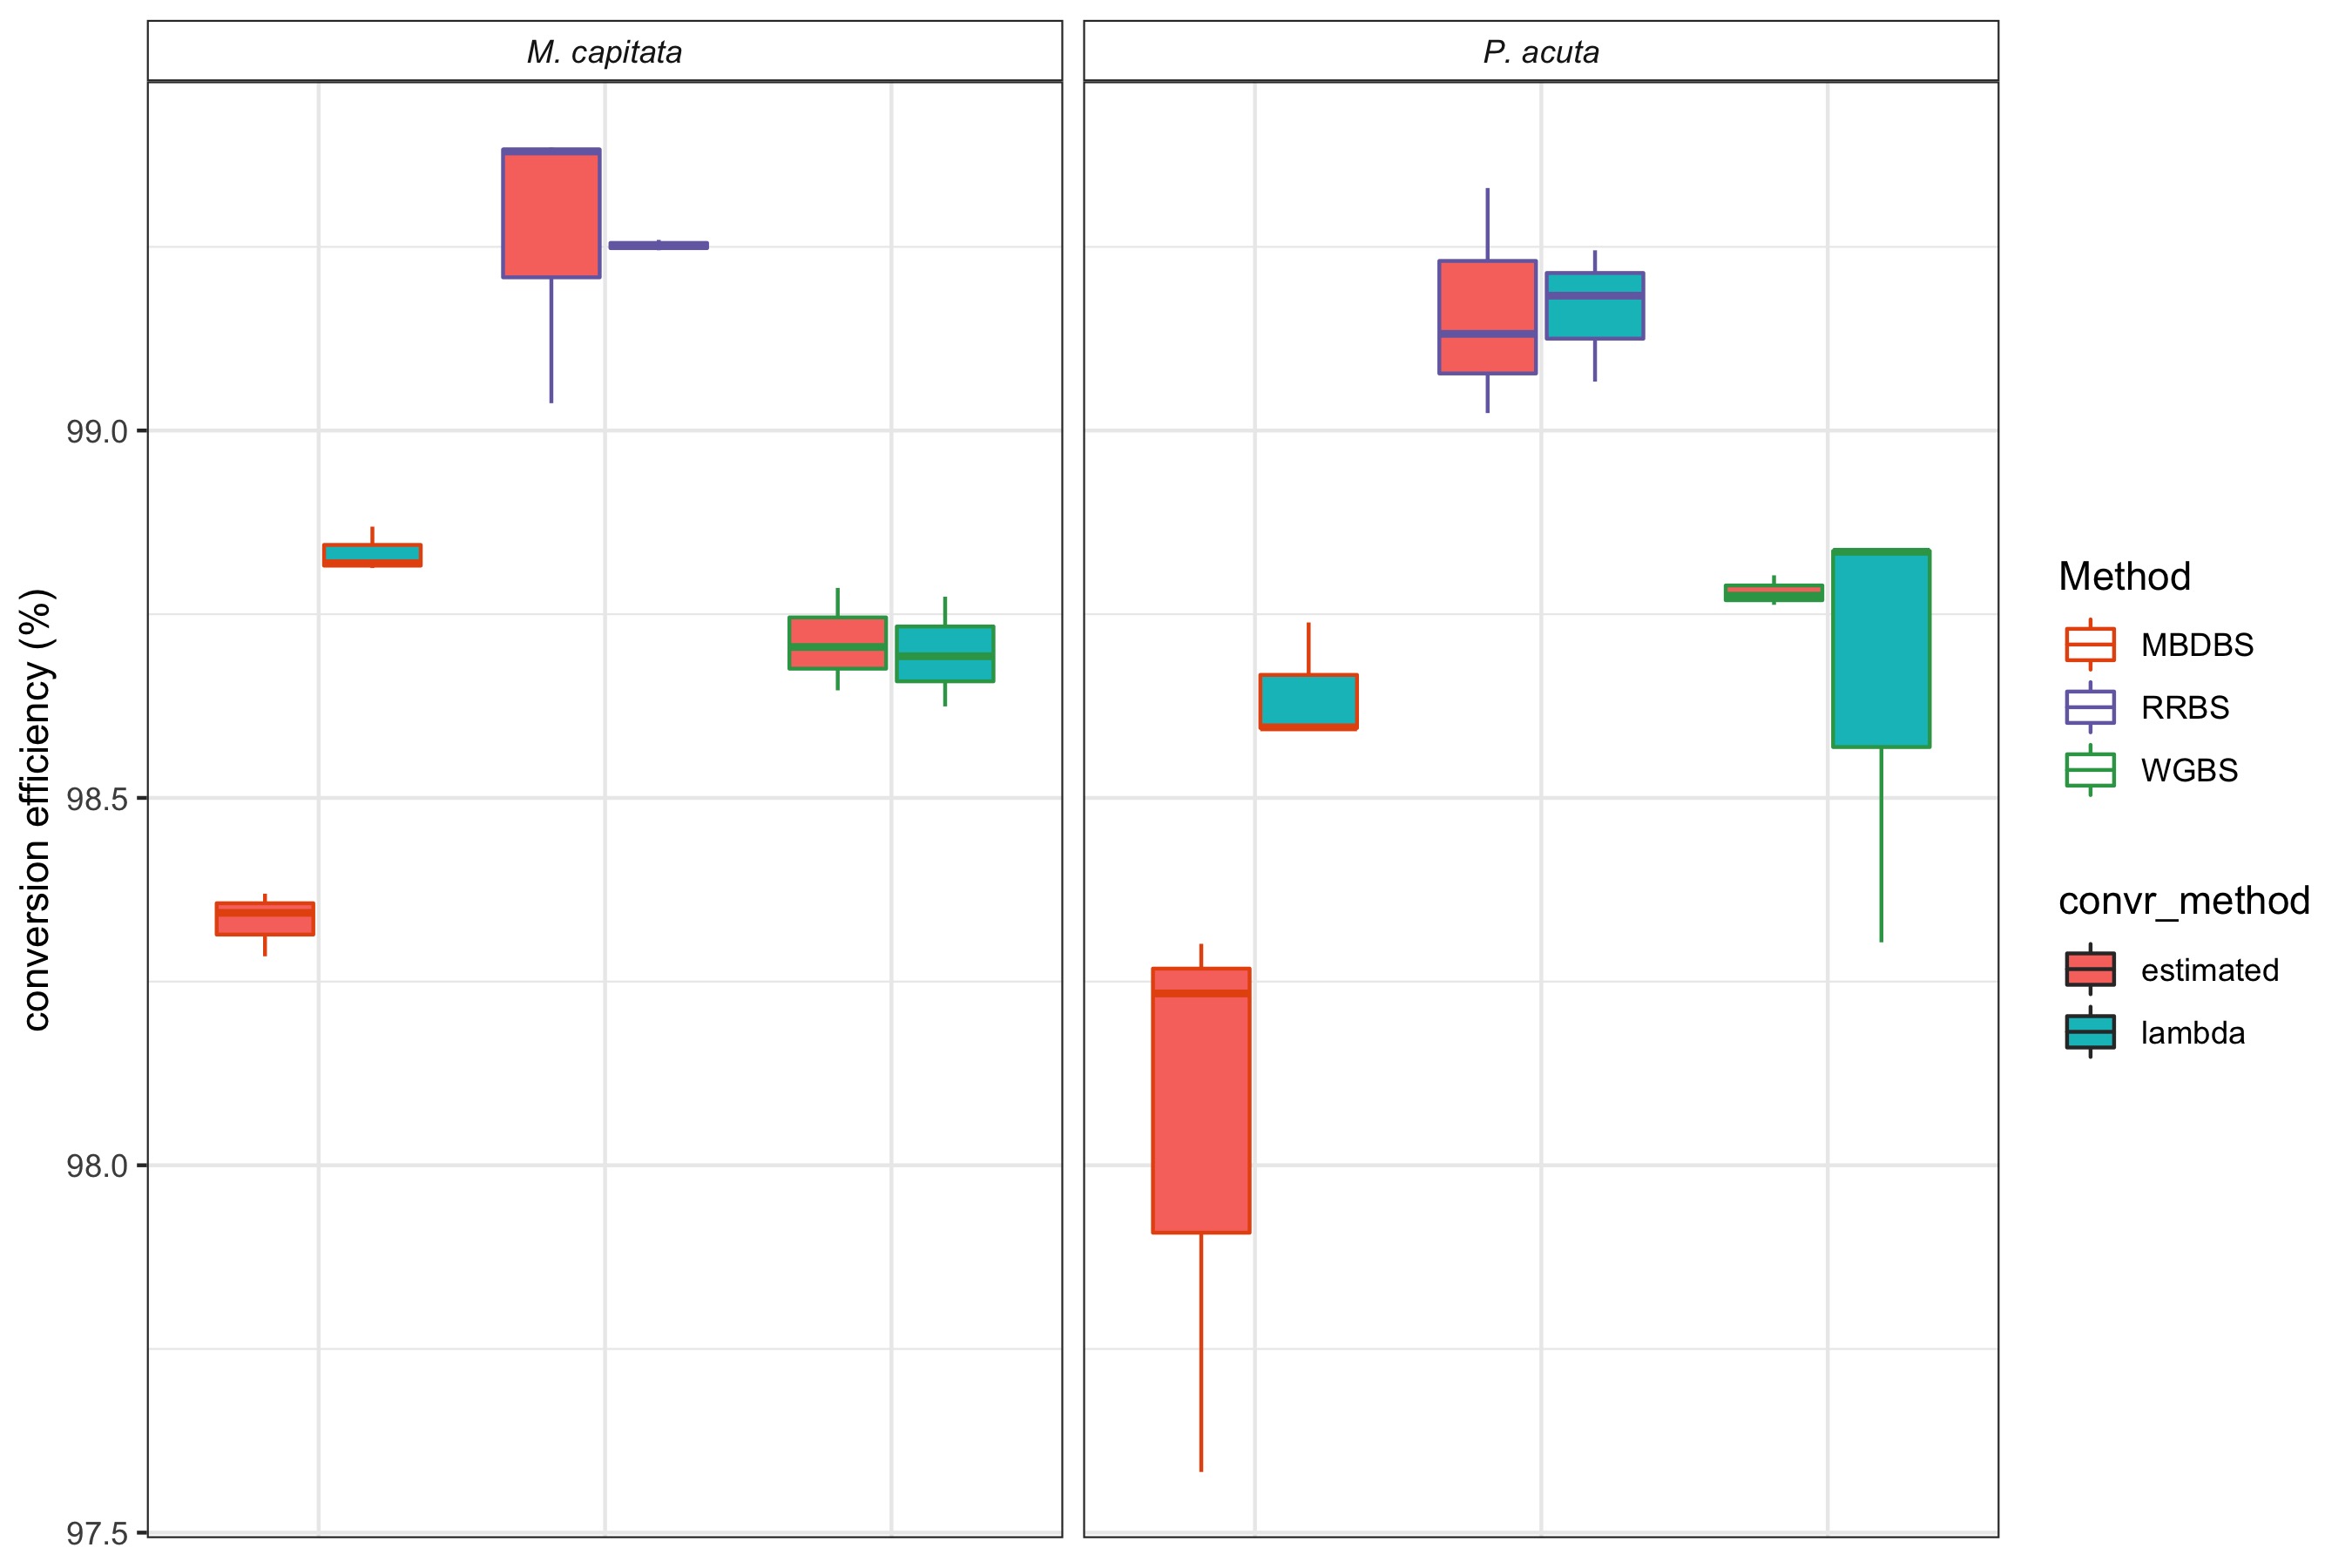 M. capitata
P. acuta
conversion efficiency (%)
99.0
98.5
98.0
97.5
Method
MBDBS
RRBS
WGBS
convr_method
estimated
lambda